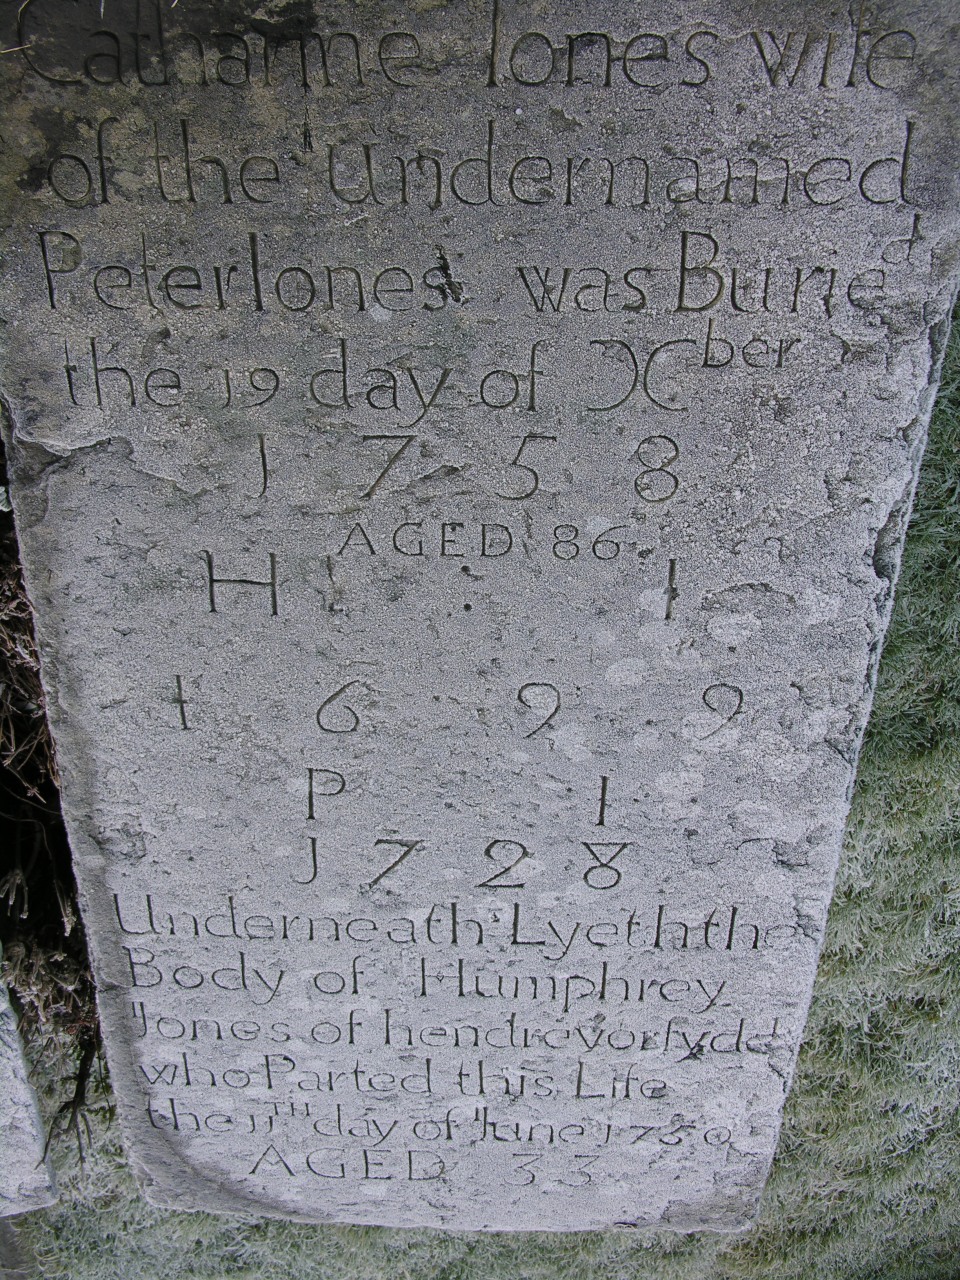 Catharine Iones wife
of the undernamed
Peter Iones was Buried
the 19 day of Xber
1758
AGED 86
H : I
1699
P I
1728
Underneath Lyeth the
Body of Humphrey
Jones of hendrevorfydd
who Parted this Life
the 11TH day of Iune 1730
AGED 33